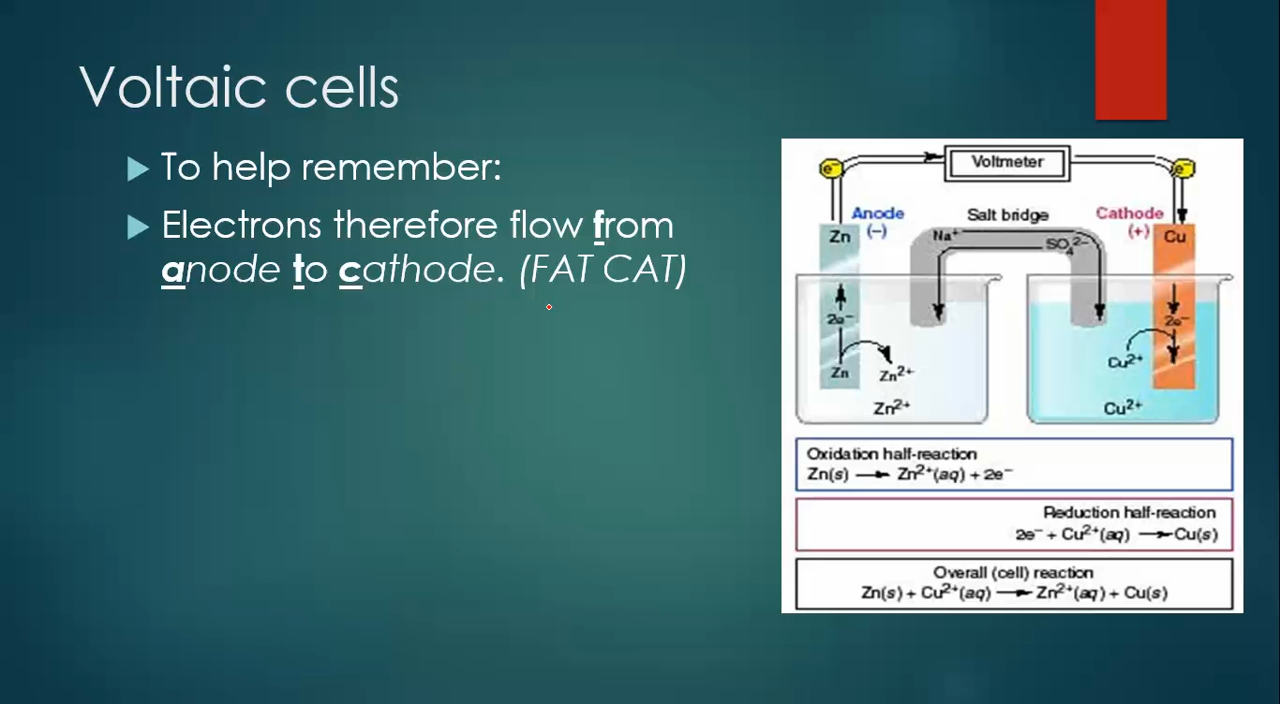 Voltaic cells
To help remember:
Electrons therefore flow from
anode to cathode. (FAT CAT)
e⁻ Voltmeter e⁻
Anode Salt bridge Cathode
(–) (+)
Zn Na⁺ SO₄²⁻ Cu
2e⁻ 2e⁻
Zn Zn²⁺ Cu²⁺
Zn²⁺ Cu²⁺
Oxidation half-reaction
Zn(s) → Zn²⁺(aq) + 2e⁻
Reduction half-reaction
2e⁻ + Cu²⁺(aq) → Cu(s)
Overall (cell) reaction
Zn(s) + Cu²⁺(aq) → Zn²⁺(aq) + Cu(s)